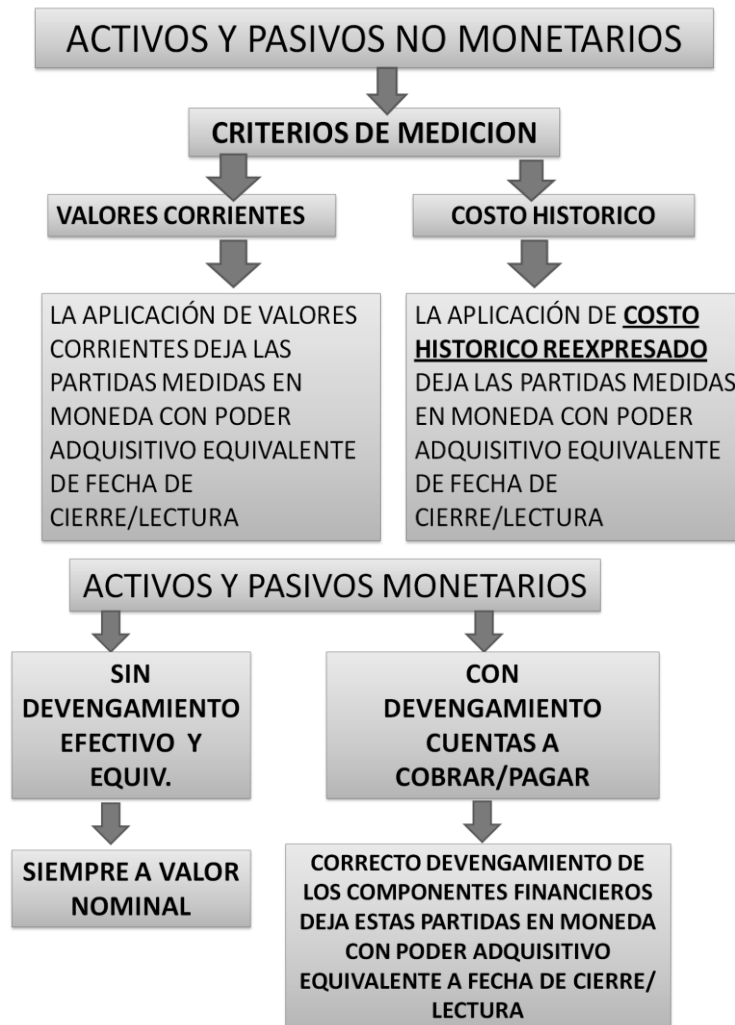 ACTIVOS Y PASIVOS NO MONETARIOS
CRITERIOS DE MEDICION
VALORES CORRIENTES
COSTO HISTORICO
LA APLICACIÓN DE VALORES
CORRIENTES DEJA LAS
PARTIDAS MEDIDAS EN
MONEDA CON PODER
ADQUISITIVO EQUIVALENTE
DE FECHA DE
CIERRE/LECTURA
LA APLICACIÓN DE COSTO
HISTORICO REEXPRESADO
DEJA LAS PARTIDAS MEDIDAS
EN MONEDA CON PODER
ADQUISITIVO EQUIVALENTE
DE FECHA DE
CIERRE/LECTURA
ACTIVOS Y PASIVOS MONETARIOS
SIN
DEVENGAMIENTO
EFECTIVO Y
EQUIV.
CON
DEVENGAMIENTO
CUENTAS A
COBRAR/PAGAR
SIEMPRE A VALOR
NOMINAL
CORRECTO DEVENGAMIENTO DE
LOS COMPONENTES FINANCIEROS
DEJA ESTAS PARTIDAS EN MONEDA
CON PODER ADQUISITIVO
EQUIVALENTE A FECHA DE CIERRE/
LECTURA